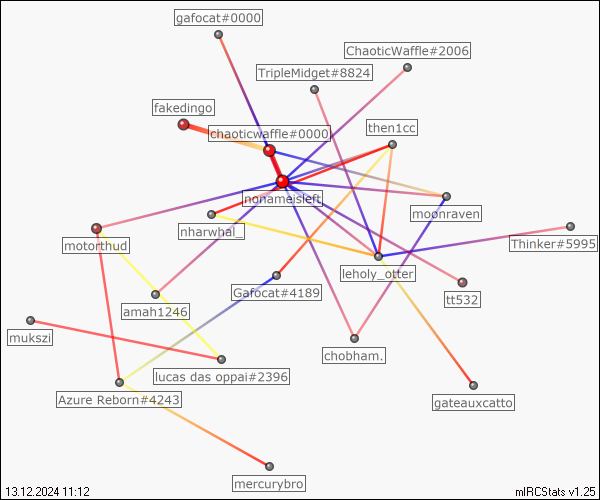 gafocat#0000
ChaoticWaffle#2006
TripleMidget#8824
fakedingo
chaoticwaffle#0000
then1cc
nonameisleft
moonraven
nharwhal_
motorthud
Thinker#5995
leholy_otter
Gafocat#4189
tt532
amah1246
mukszi
chobham.
lucas das oppai#2396
Azure Reborn#4243
gateauxcatto
mercurybro
13.12.2024 11:12
mIRCStats v1.25